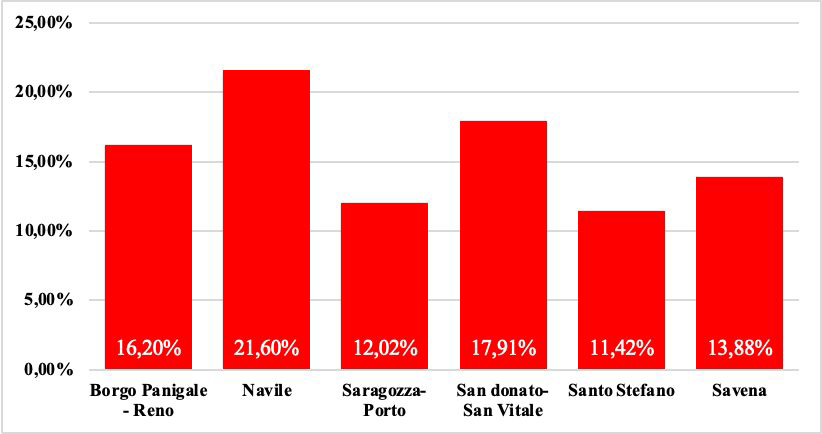 25,00%
20,00%
15,00%
10,00%
5,00%
0,00%
16,20%
21,60%
12,02%
17,91%
11,42%
13,88%
Borgo Panigale
- Reno
Navile
Saragozza-
Porto
San donato-
San Vitale
Santo Stefano
Savena